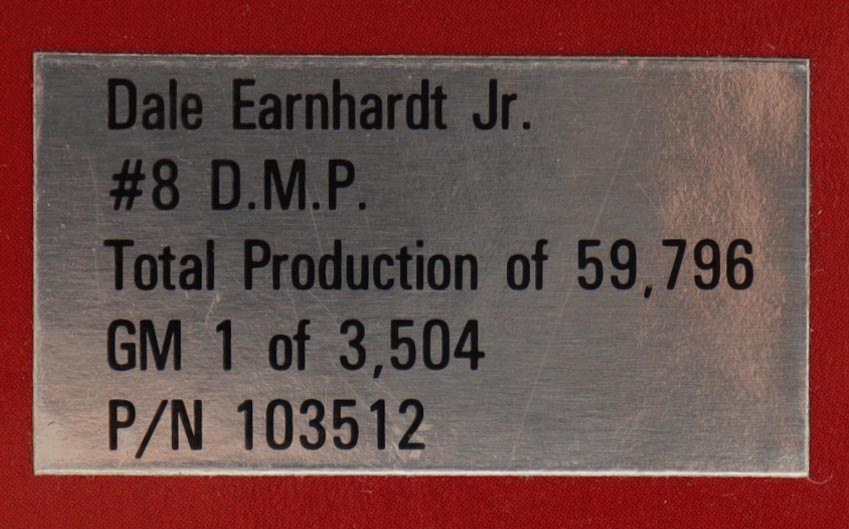 Dale Earnhardt Jr.
#8 D.M.P.
Total Production of 59,796
GM 1 of 3,504
P/N 103512